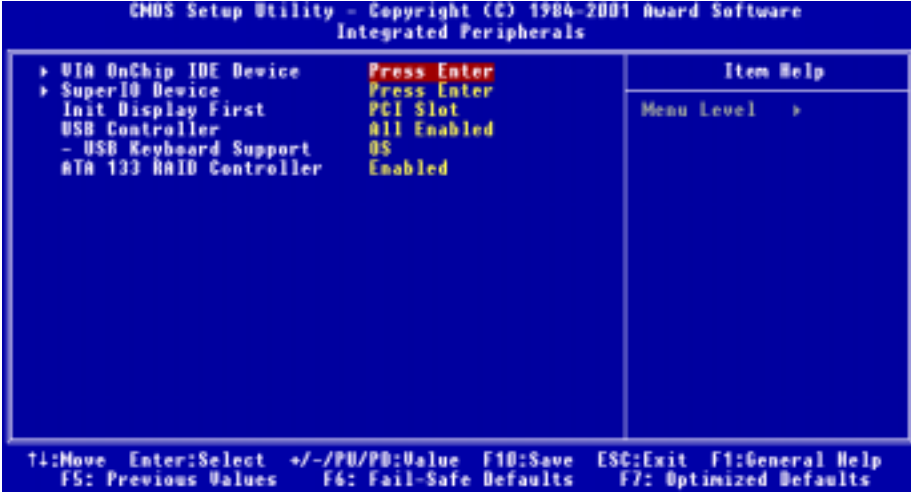 CMOS Setup Utility - Copyright (C) 1984-2001 Award Software
Integrated Peripherals
▸ VIA OnChip IDE Device Press Enter
▸ SuperIO Device Press Enter
Init Display First PCI Slot
USB Controller All Enabled
- USB Keyboard Support OS
ATA 133 RAID Controller Enabled
Item Help
Menu Level ▸
↑↓:Move Enter:Select +/-/PU/PD:Value F10:Save ESC:Exit F1:General Help
F5: Previous Values F6: Fail-Safe Defaults F7: Optimized Defaults